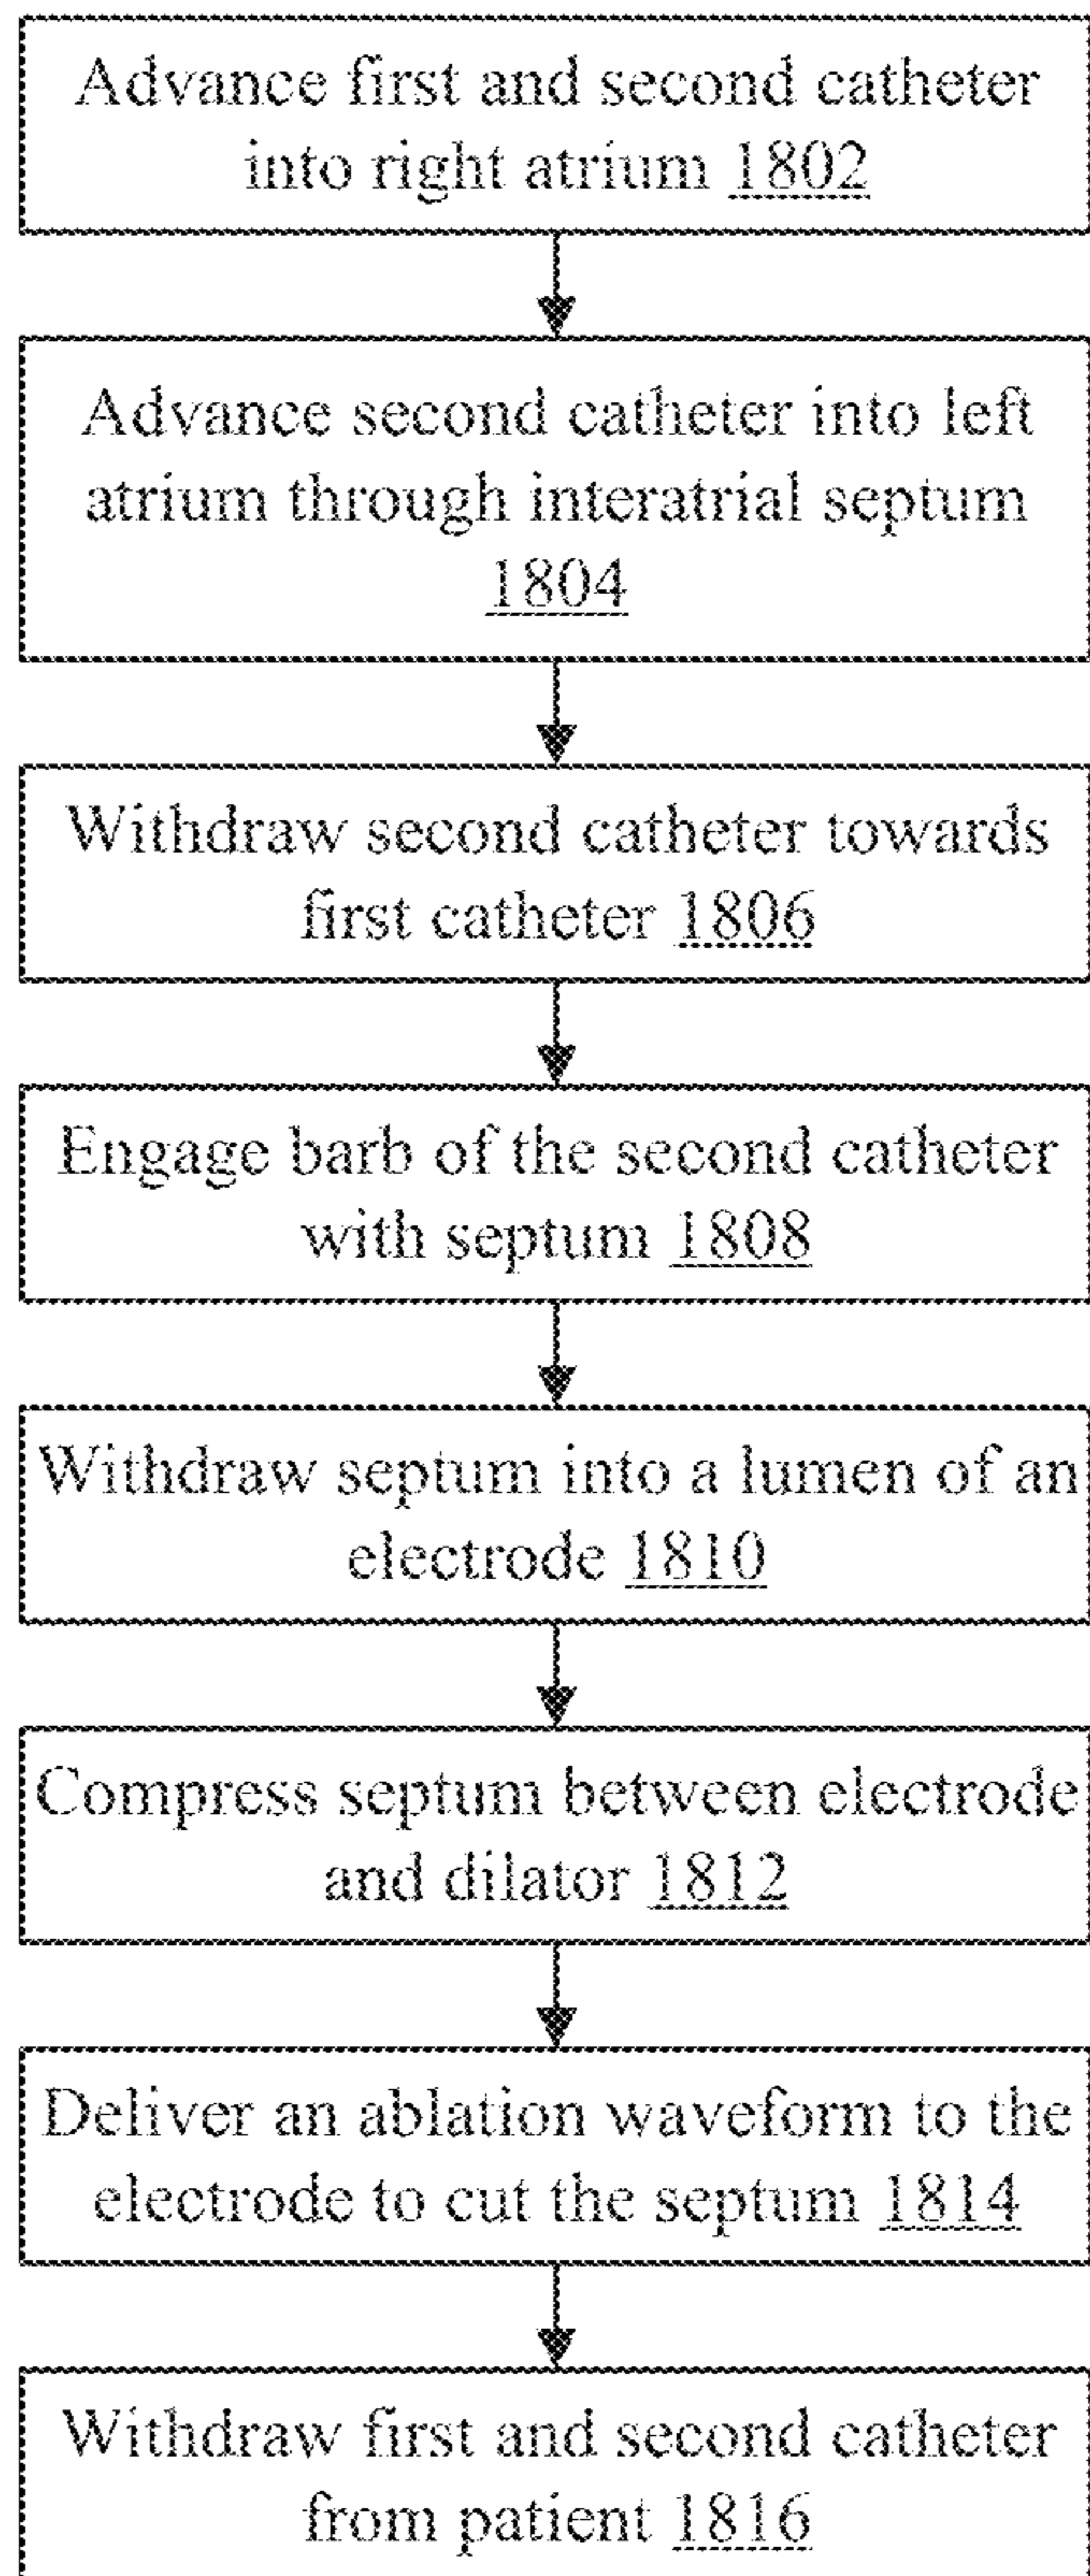 Advance first and second catheter
into right atrium 1802
Advance second catheter into left
atrium through interatrial septum
1804
Withdraw second catheter towards
first catheter 1806
Engage barb of the second catheter
with septum 1808
Withdraw septum into a lumen of an
electrode 1810
Compress septum between electrode
and dilator 1812
Deliver an ablation waveform to the
electrode to cut the septum 1814
Withdraw first and second catheter
from patient 1816